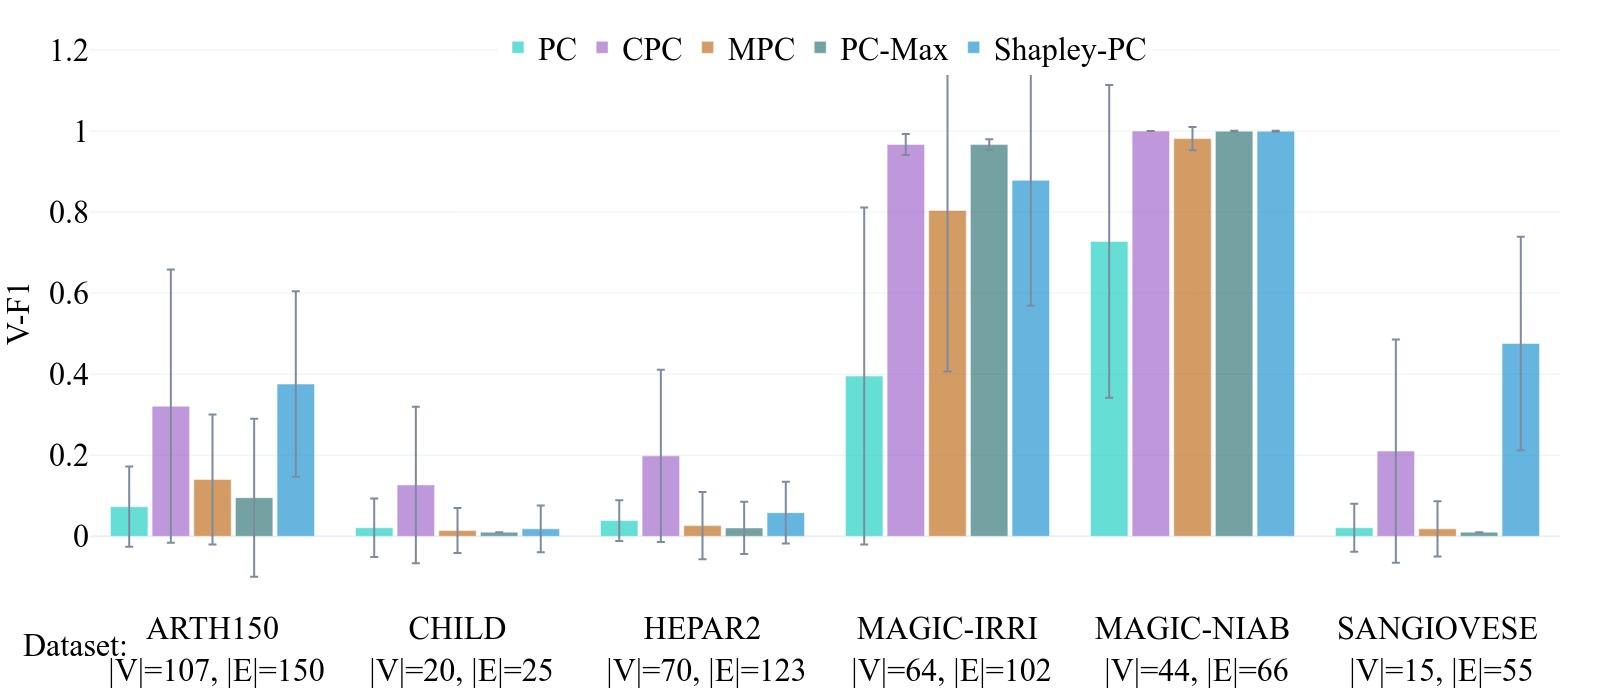 PC CPC MPC PC-Max Shapley-PC
1.2
1
0.8
0.6
0.4
0.2
0
V-F1
Dataset:
ARTH150 CHILD HEPAR2 MAGIC-IRRI MAGIC-NIAB SANGIOVESE
|V|=107, |E|=150 |V|=20, |E|=25 |V|=70, |E|=123 |V|=64, |E|=102 |V|=44, |E|=66 |V|=15, |E|=55